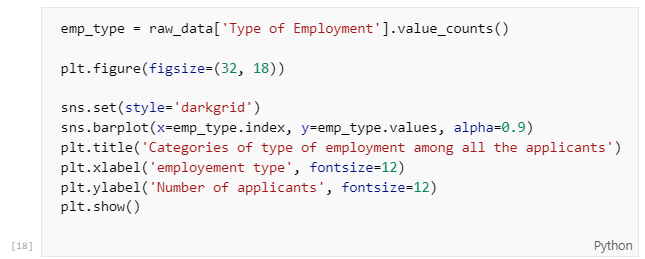 emp_type = raw_data['Type of Employment'].value_counts()
plt.figure(figsize=(32, 18))
sns.set(style='darkgrid')
sns.barplot(x=emp_type.index, y=emp_type.values, alpha=0.9)
plt.title('Categories of type of employment among all the applicants')
plt.xlabel('employement type', fontsize=12)
plt.ylabel('Number of applicants', fontsize=12)
plt.show()
[18]
Python